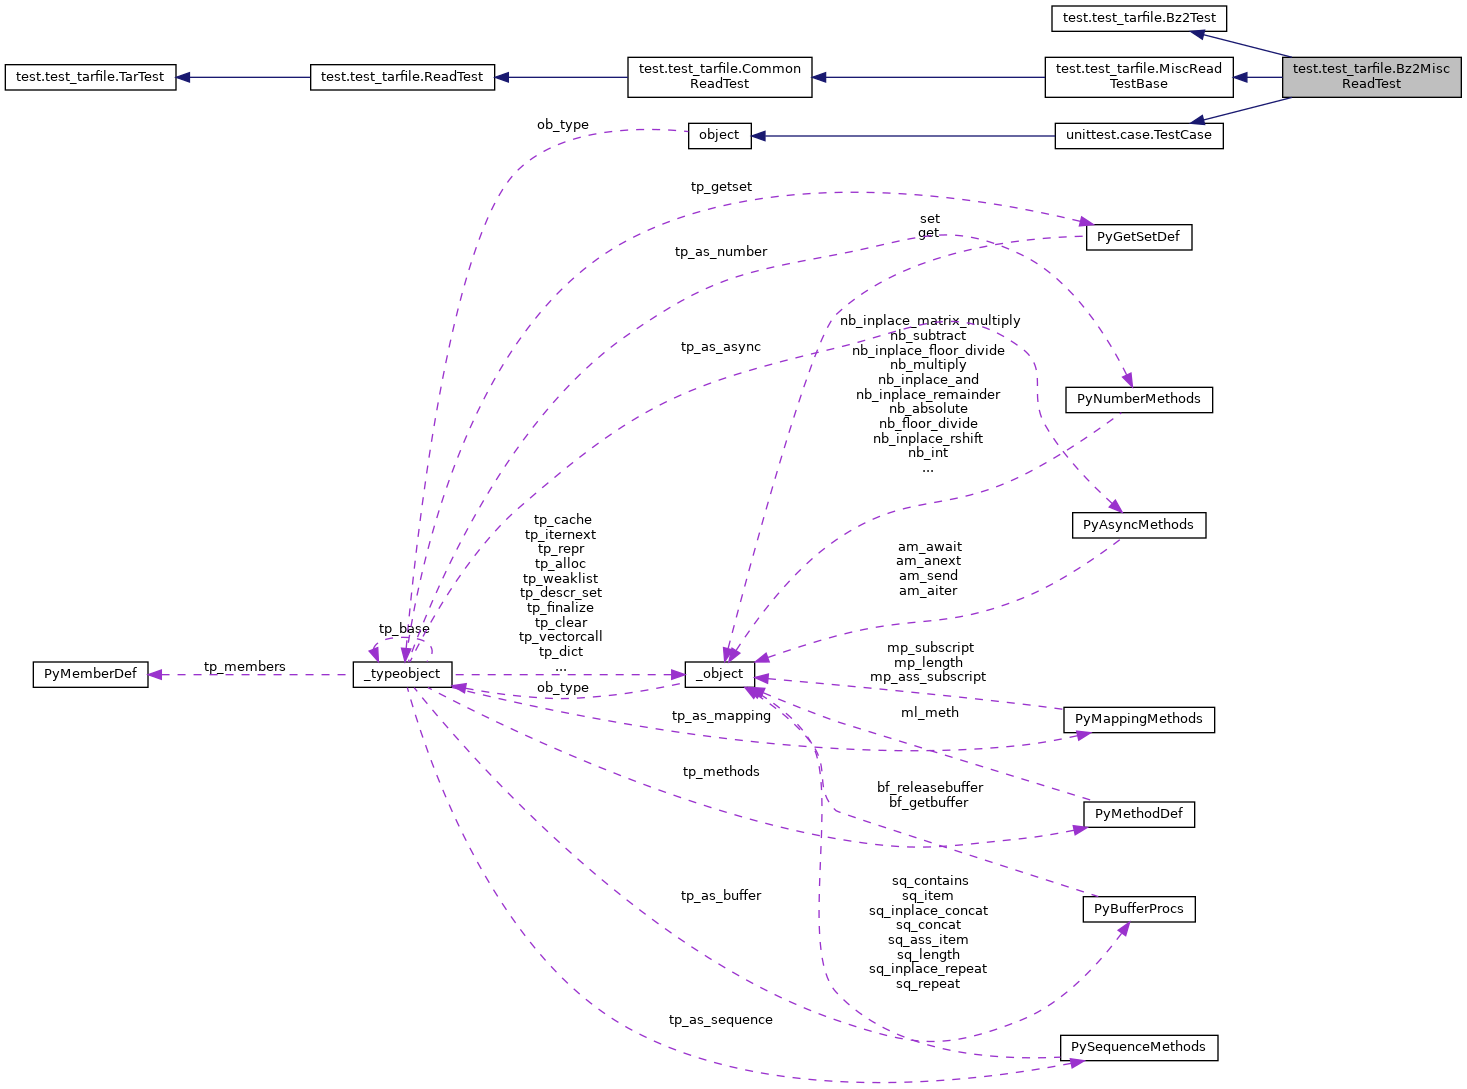 test.test_tarfile.Bz2Test
test.test_tarfile.TarTest
test.test_tarfile.ReadTest
test.test_tarfile.Common
ReadTest
test.test_tarfile.MiscRead
TestBase
test.test_tarfile.Bz2Misc
ReadTest
ob_type
object
unittest.case.TestCase
tp_getset
set
get
PyGetSetDef
tp_as_number
nb_inplace_matrix_multiply
nb_subtract
nb_inplace_floor_divide
nb_multiply
nb_inplace_and
nb_inplace_remainder
nb_absolute
nb_floor_divide
nb_inplace_rshift
nb_int
...
tp_as_async
PyNumberMethods
PyAsyncMethods
tp_cache
tp_iternext
tp_repr
tp_alloc
tp_weaklist
tp_descr_set
tp_finalize
tp_clear
tp_vectorcall
tp_dict
...
am_await
am_anext
am_send
am_aiter
tp_base
PyMemberDef
tp_members
_typeobject
_object
ob_type
mp_subscript
mp_length
mp_ass_subscript
tp_as_mapping
ml_meth
PyMappingMethods
tp_methods
bf_releasebuffer
bf_getbuffer
PyMethodDef
tp_as_buffer
sq_contains
sq_item
sq_inplace_concat
sq_concat
sq_ass_item
sq_length
sq_inplace_repeat
sq_repeat
PyBufferProcs
tp_as_sequence
PySequenceMethods